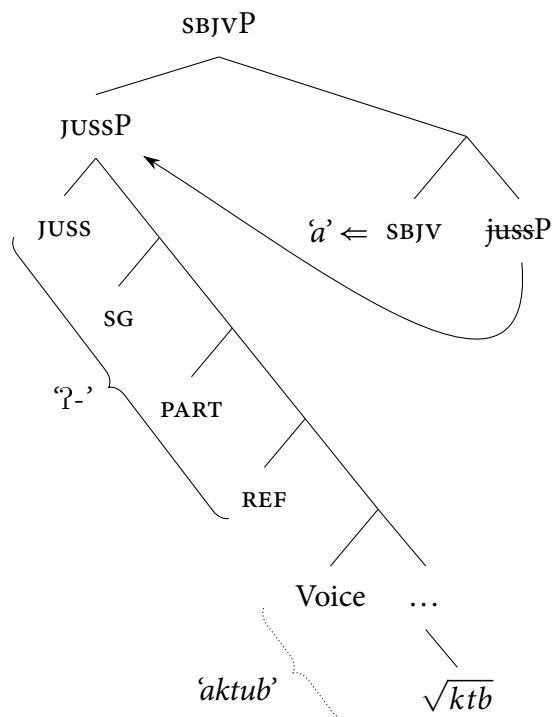 SBJVP
JUSSP
JUSS
‘a’ ⇐ SBJV jussP
SG
‘ʔ-’
PART
REF
Voice …
‘aktub’
√ktb